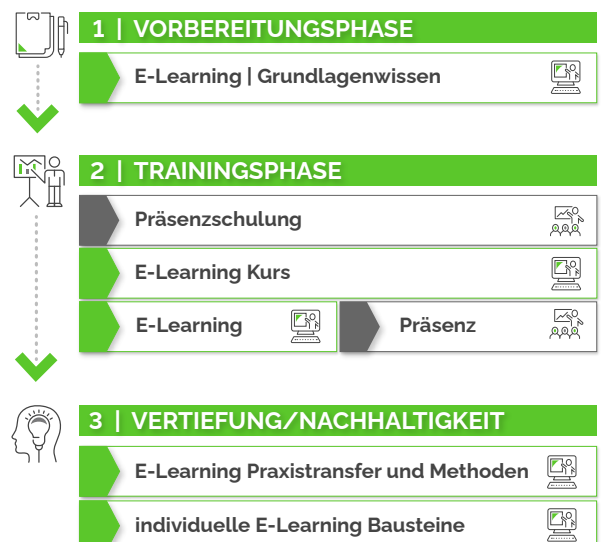 1 | VORBEREITUNGSPHASE
E-Learning | Grundlagenwissen
2 | TRAININGSPHASE
Präsenzschulung
E-Learning Kurs
E-Learning
Präsenz
3 | VERTIEFUNG/NACHHALTIGKEIT
E-Learning Praxistransfer und Methoden
individuelle E-Learning Bausteine